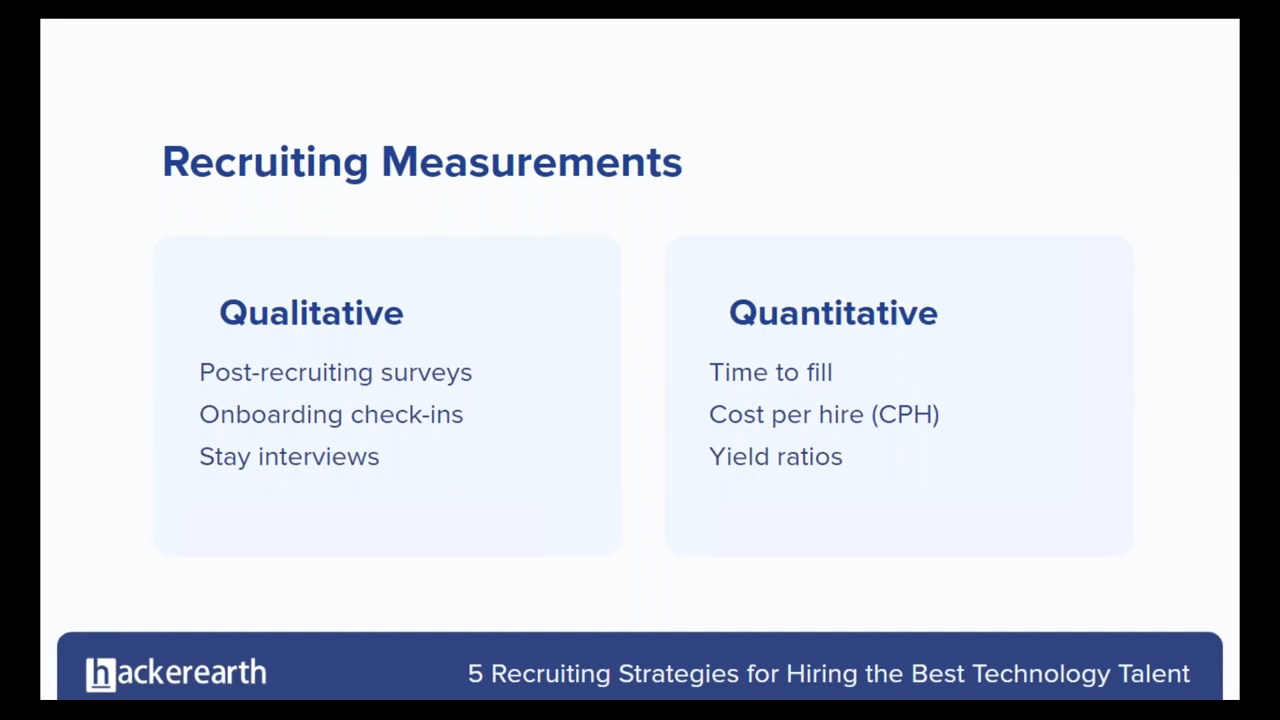 Recruiting Measurements
Qualitative
Post-recruiting surveys
Onboarding check-ins
Stay interviews
Quantitative
Time to fill
Cost per hire (CPH)
Yield ratios
hackerearth
5 Recruiting Strategies for Hiring the Best Technology Talent